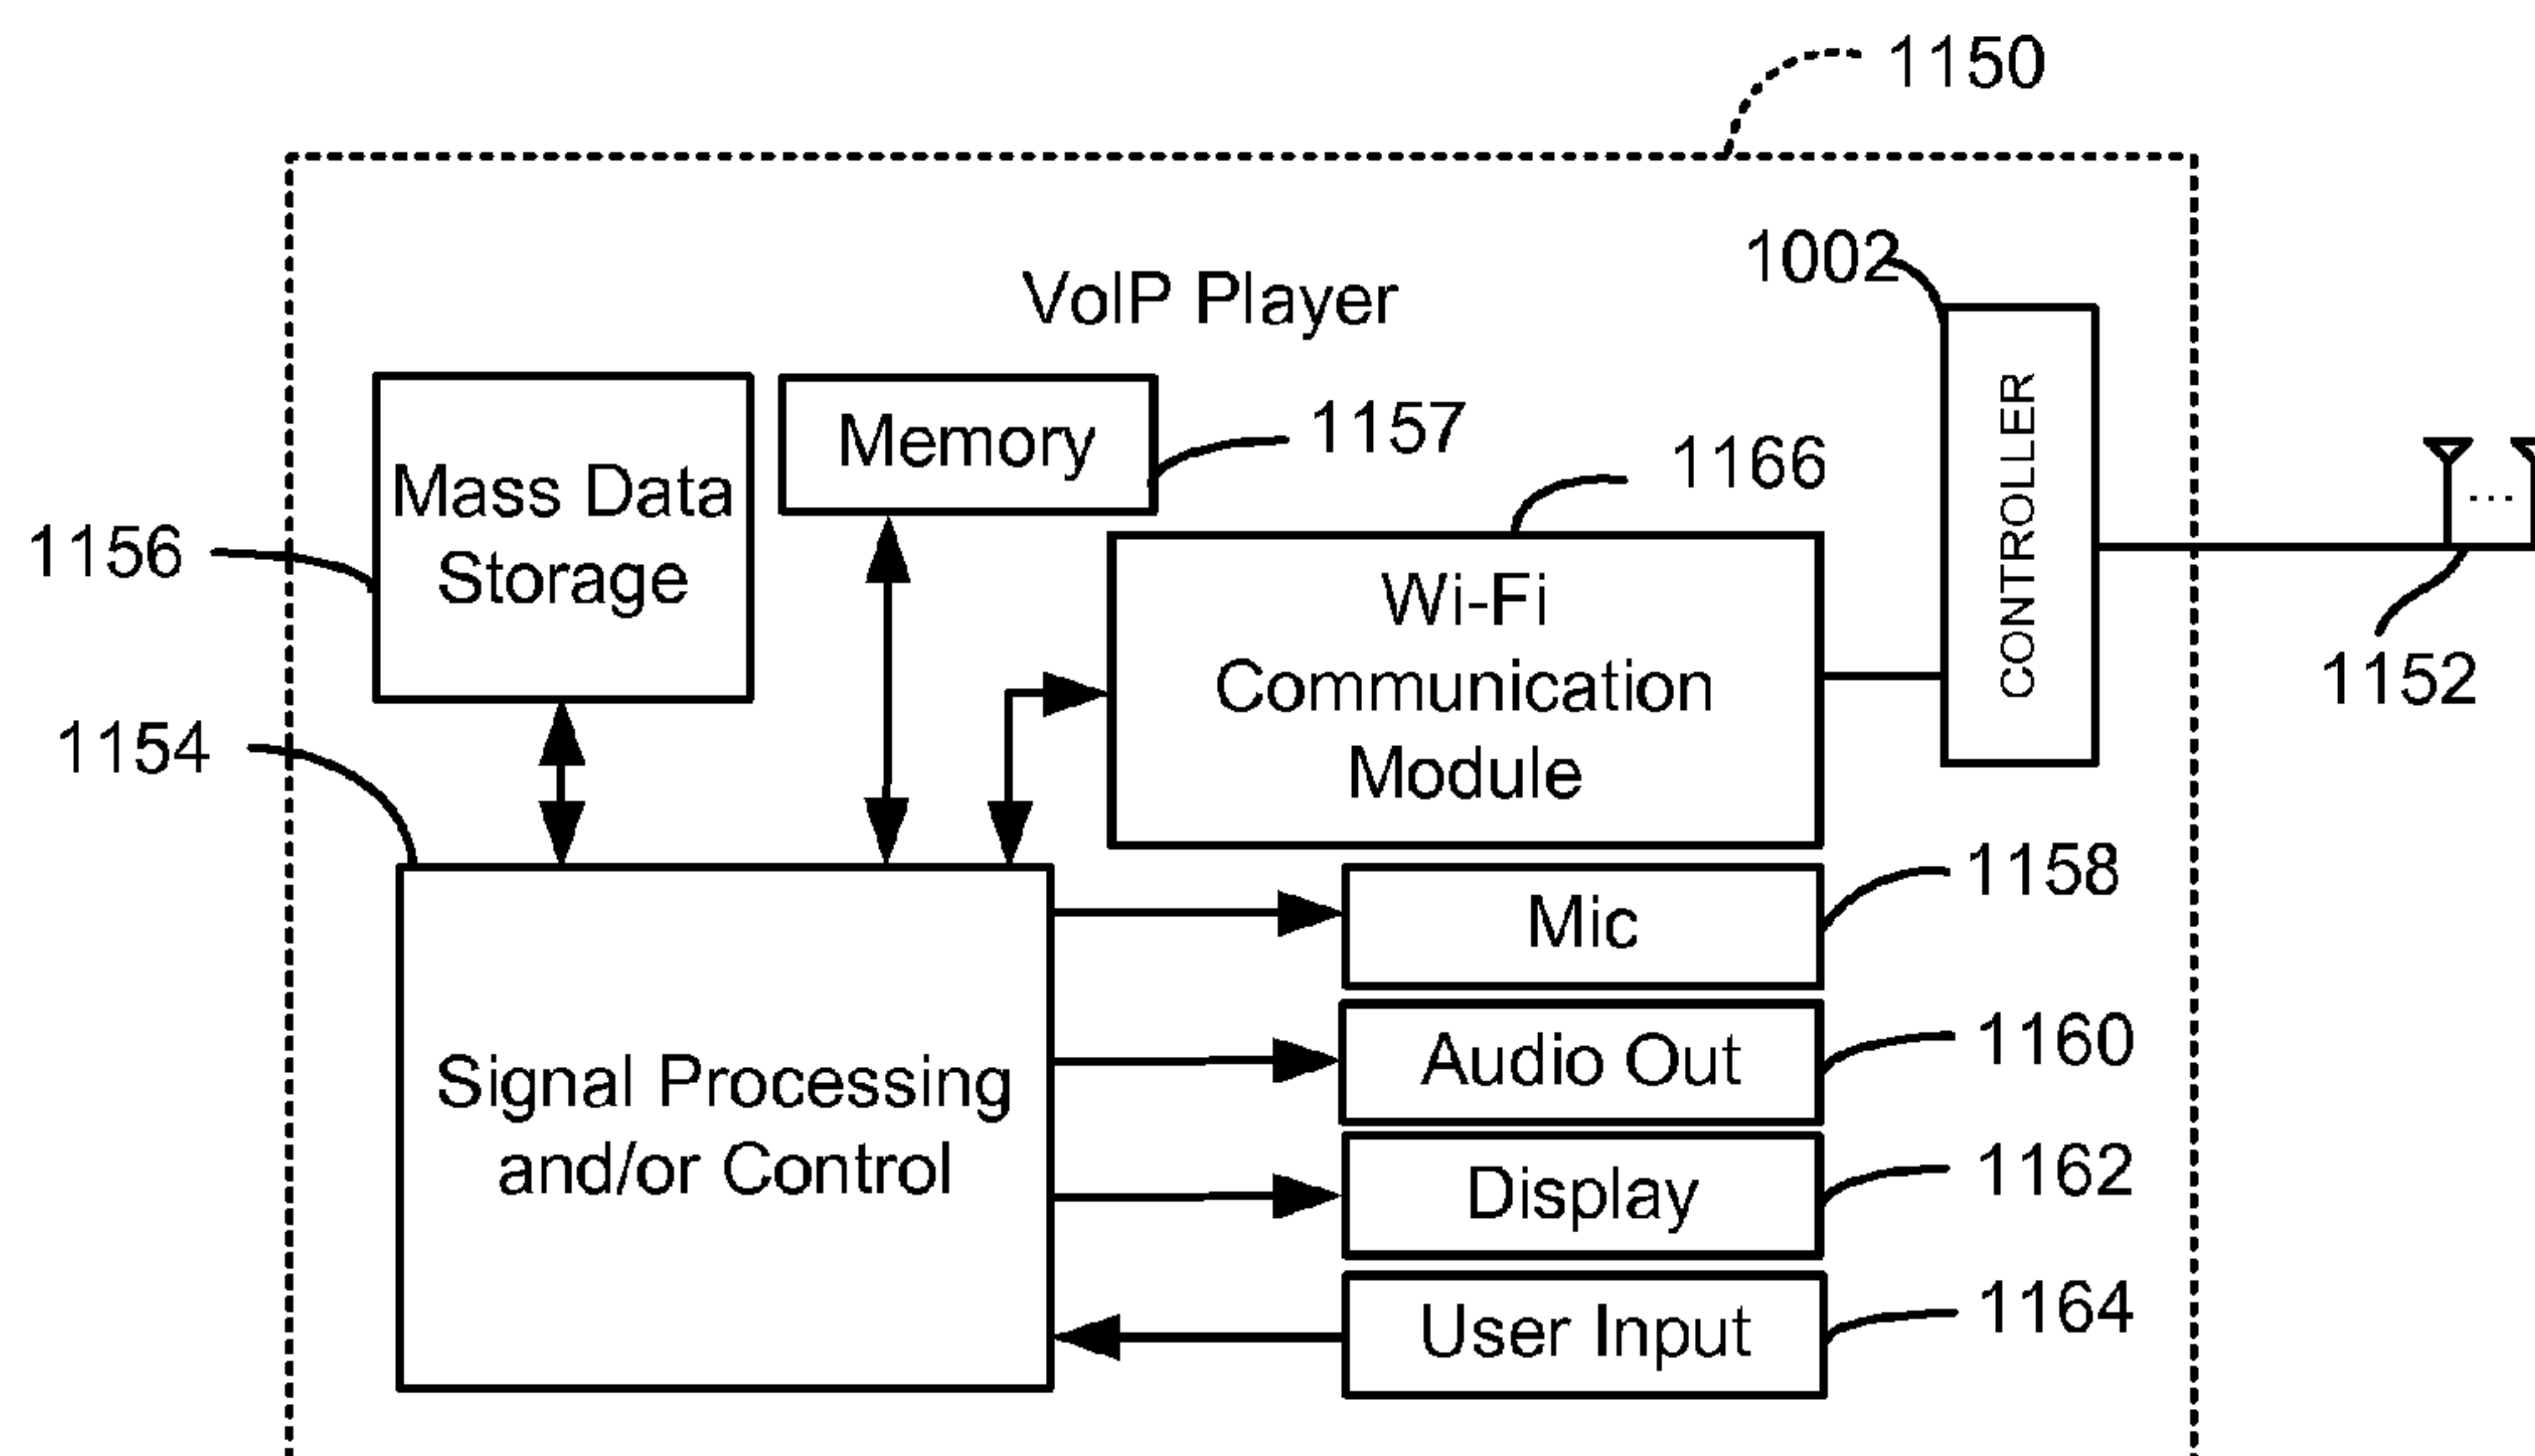 1150
1002
VoIP Player
Memory
1157
1166
Mass Data
Storage
1156
Wi-Fi
Communication
Module
CONTROLLER
...
1152
1154
Mic
1158
Audio Out
1160
Signal Processing
and/or Control
Display
1162
User Input
1164